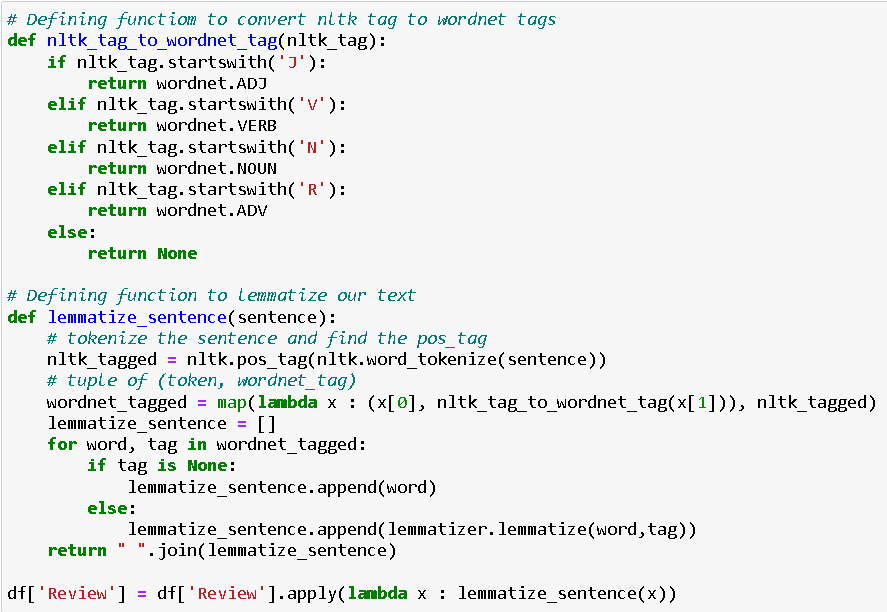 # Defining functiom to convert nltk tag to wordnet tags
def nltk_tag_to_wordnet_tag(nltk_tag):
    if nltk_tag.startswith('J'):
        return wordnet.ADJ
    elif nltk_tag.startswith('V'):
        return wordnet.VERB
    elif nltk_tag.startswith('N'):
        return wordnet.NOUN
    elif nltk_tag.startswith('R'):
        return wordnet.ADV
    else:
        return None

# Defining function to lemmatize our text
def lemmatize_sentence(sentence):
    # tokenize the sentence and find the pos_tag
    nltk_tagged = nltk.pos_tag(nltk.word_tokenize(sentence))
    # tuple of (token, wordnet_tag)
    wordnet_tagged = map(lambda x : (x[0], nltk_tag_to_wordnet_tag(x[1])), nltk_tagged)
    lemmatize_sentence = []
    for word, tag in wordnet_tagged:
        if tag is None:
            lemmatize_sentence.append(word)
        else:
            lemmatize_sentence.append(lemmatizer.lemmatize(word,tag))
    return " ".join(lemmatize_sentence)

df['Review'] = df['Review'].apply(lambda x : lemmatize_sentence(x))